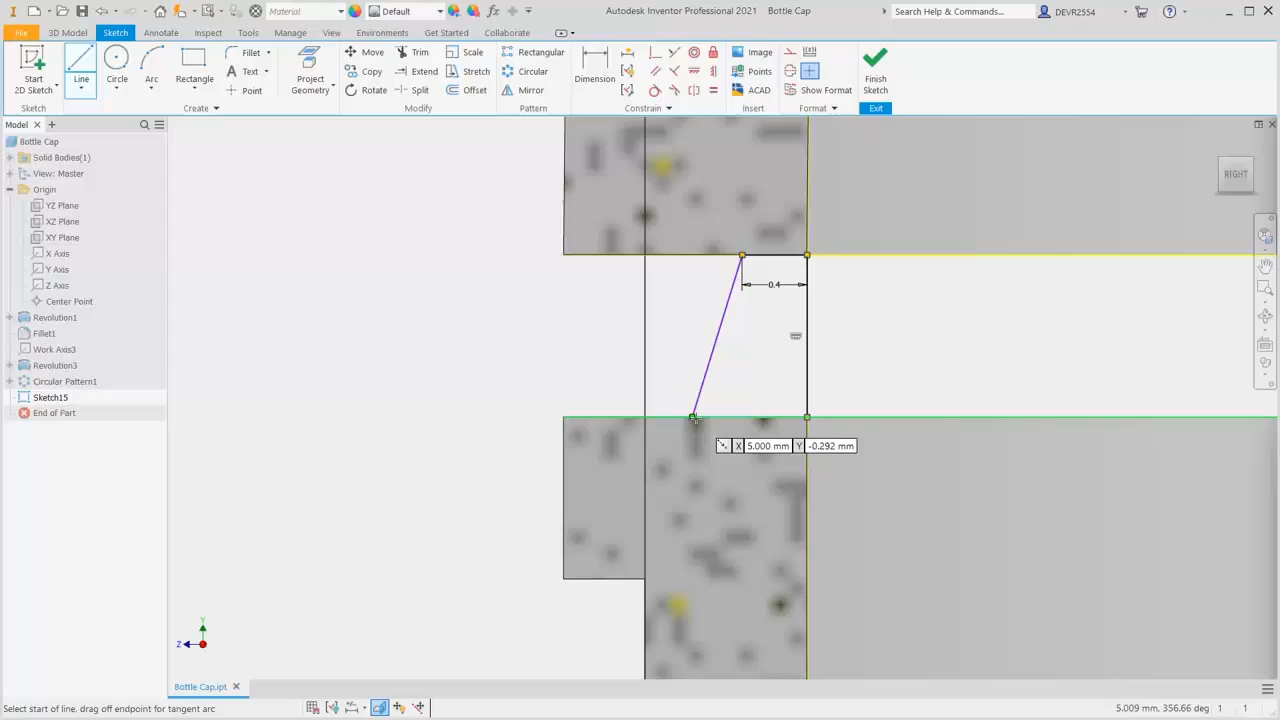 Material
Default
Autodesk Inventor Professional 2021 Bottle Cap
Search Help & Commands...
DEVR2554
File 3D Model Sketch Annotate Inspect Tools Manage View Environments Get Started Collaborate
Start
2D Sketch
Line
Circle
Arc
Rectangle
Fillet
Text
Point
Project
Geometry
Move
Copy
Rotate
Trim
Extend
Split
Scale
Stretch
Offset
Rectangular
Circular
Mirror
Dimension
Image
Points
ACAD
Show Format
Finish
Sketch
Sketch Create Modify Pattern Constrain Insert Format Exit
Model
Bottle Cap
Solid Bodies(1)
View: Master
Origin
YZ Plane
XZ Plane
XY Plane
X Axis
Y Axis
Z Axis
Center Point
Revolution1
Fillet1
Work Axis3
Revolution3
Circular Pattern1
Sketch15
End of Part
RIGHT
0.4
X 5.000 mm Y -0.292 mm
Y
Z
Bottle Cap.ipt
Select start of line, drag off endpoint for tangent arc
5.009 mm, 356.66 deg 1 1